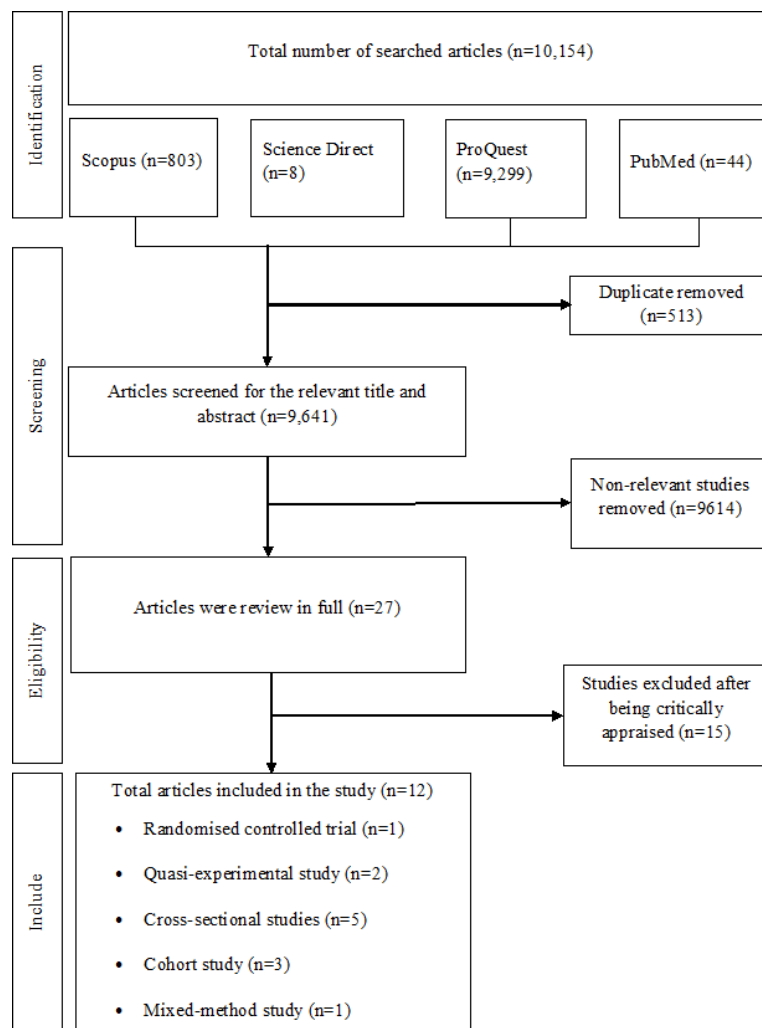 Identification
Total number of searched articles (n=10,154)
Scopus (n=803)
Science Direct
(n=8)
ProQuest
(n=9,299)
PubMed (n=44)
Screening
Duplicate removed
(n=513)
Articles screened for the relevant title and
abstract (n=9,641)
Non-relevant studies
removed (n=9614)
Eligibility
Articles were review in full (n=27)
Studies excluded after
being critically
appraised (n=15)
Include
Total articles included in the study (n=12)
• Randomised controlled trial (n=1)
• Quasi-experimental study (n=2)
• Cross-sectional studies (n=5)
• Cohort study (n=3)
• Mixed-method study (n=1)